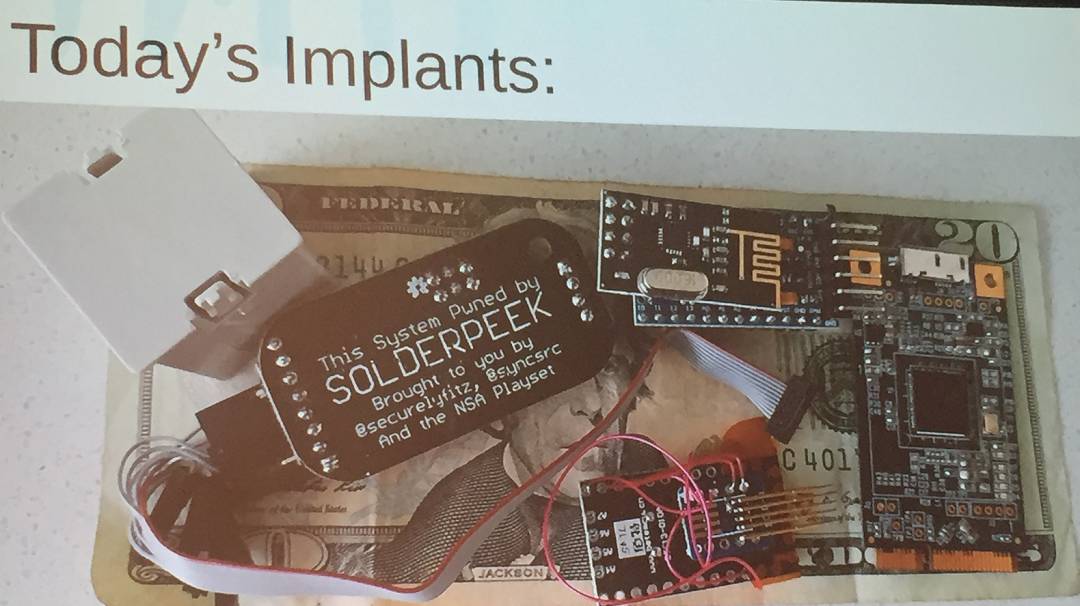 Today's Implants:
FEDERAL
20
This System Pwned by
SOLDERPEEK
Brought to you by
@securelyfitz, @syncsrc
And the NSA Playset
C 401
JACKSON